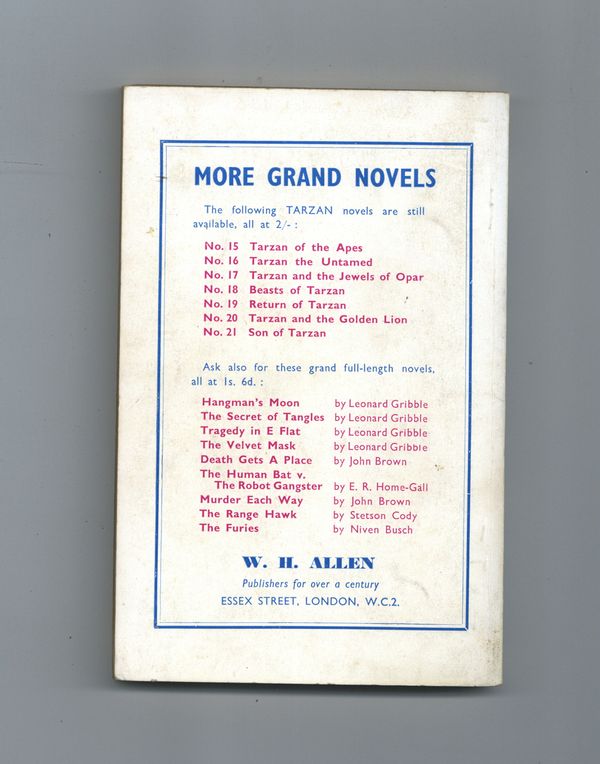 MORE GRAND NOVELS
The following TARZAN novels are still
available, all at 2/- :
No. 15 Tarzan of the Apes
No. 16 Tarzan the Untamed
No. 17 Tarzan and the Jewels of Opar
No. 18 Beasts of Tarzan
No. 19 Return of Tarzan
No. 20 Tarzan and the Golden Lion
No. 21 Son of Tarzan
Ask also for these grand full-length novels,
all at 1s. 6d. :
Hangman's Moon by Leonard Gribble
The Secret of Tangles by Leonard Gribble
Tragedy in E Flat by Leonard Gribble
The Velvet Mask by Leonard Gribble
Death Gets A Place by John Brown
The Human Bat v.
The Robot Gangster by E. R. Home-Gall
Murder Each Way by John Brown
The Range Hawk by Stetson Cody
The Furies by Niven Busch
W. H. ALLEN
Publishers for over a century
ESSEX STREET, LONDON, W.C.2.